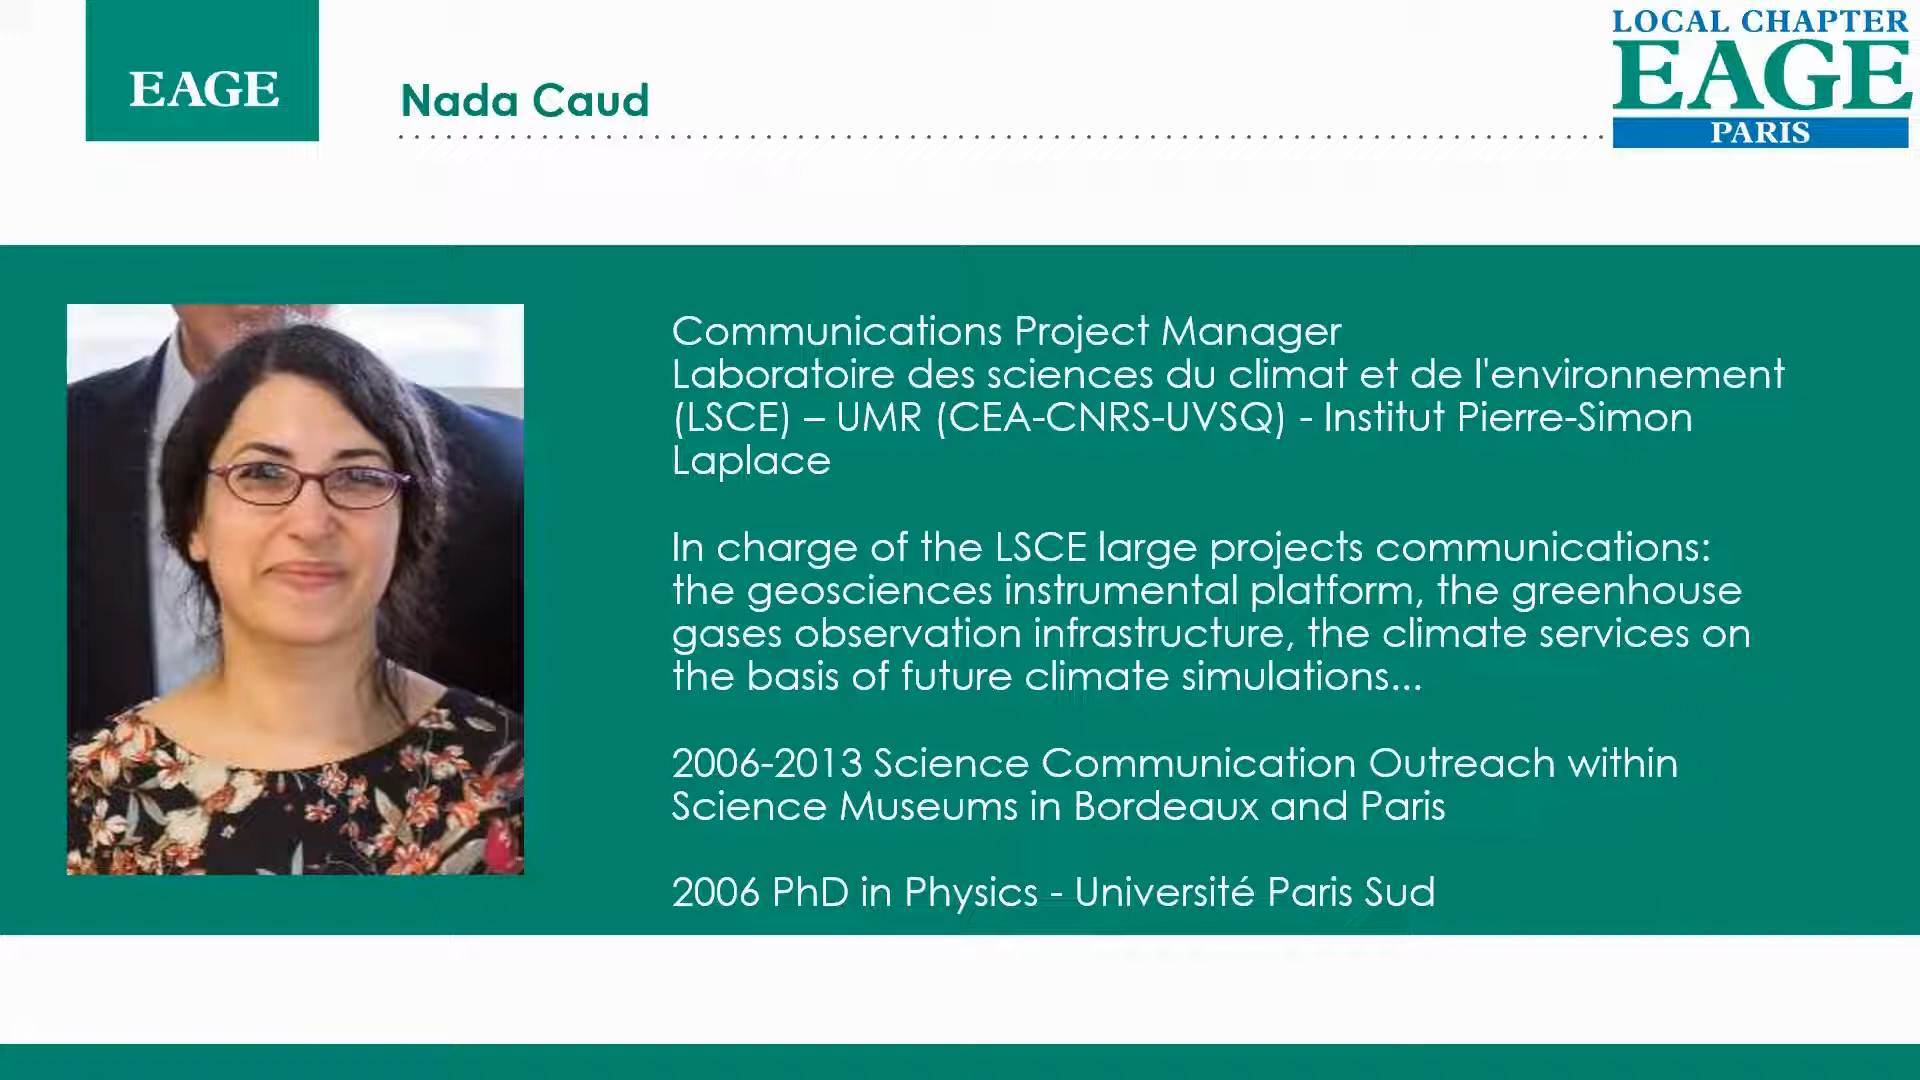 EAGE
Nada Caud
LOCAL CHAPTER
EAGE
PARIS
Communications Project Manager
Laboratoire des sciences du climat et de l'environnement
(LSCE) – UMR (CEA-CNRS-UVSQ) - Institut Pierre-Simon
Laplace
In charge of the LSCE large projects communications:
the geosciences instrumental platform, the greenhouse
gases observation infrastructure, the climate services on
the basis of future climate simulations...
2006-2013 Science Communication Outreach within
Science Museums in Bordeaux and Paris
2006 PhD in Physics - Université Paris Sud